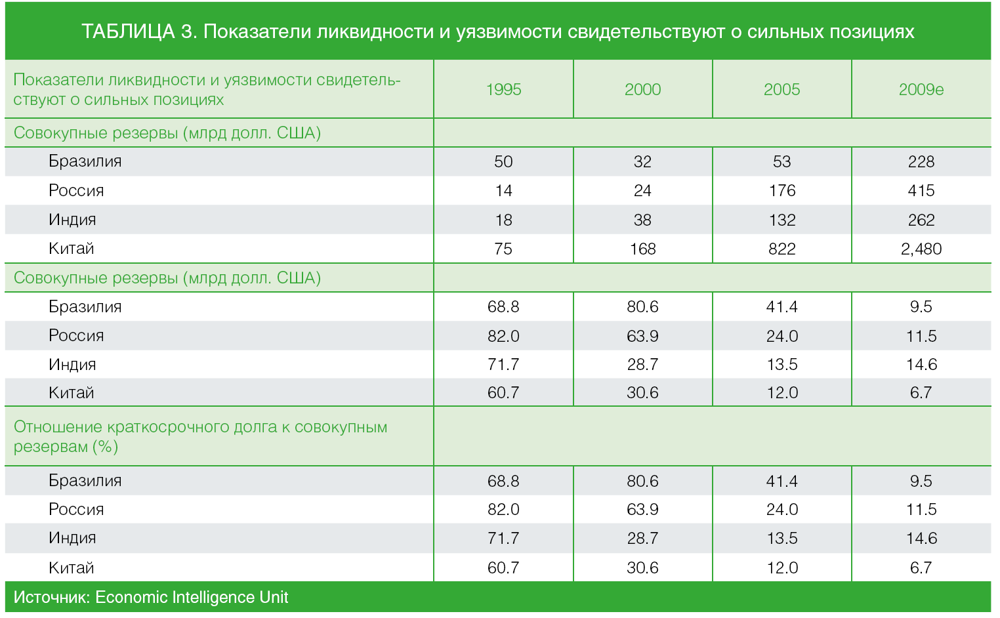 ТАБЛИЦА 3. Показатели ликвидности и уязвимости свидетельствуют о сильных позициях
Показатели ликвидности и уязвимости свидетель-
ствуют о сильных позициях 1995 2000 2005 2009e
Совокупные резервы (млрд долл. США)
Бразилия 50 32 53 228
Россия 14 24 176 415
Индия 18 38 132 262
Китай 75 168 822 2,480
Совокупные резервы (млрд долл. США)
Бразилия 68.8 80.6 41.4 9.5
Россия 82.0 63.9 24.0 11.5
Индия 71.7 28.7 13.5 14.6
Китай 60.7 30.6 12.0 6.7
Отношение краткосрочного долга к совокупным
резервам (%)
Бразилия 68.8 80.6 41.4 9.5
Россия 82.0 63.9 24.0 11.5
Индия 71.7 28.7 13.5 14.6
Китай 60.7 30.6 12.0 6.7
Источник: Economic Intelligence Unit